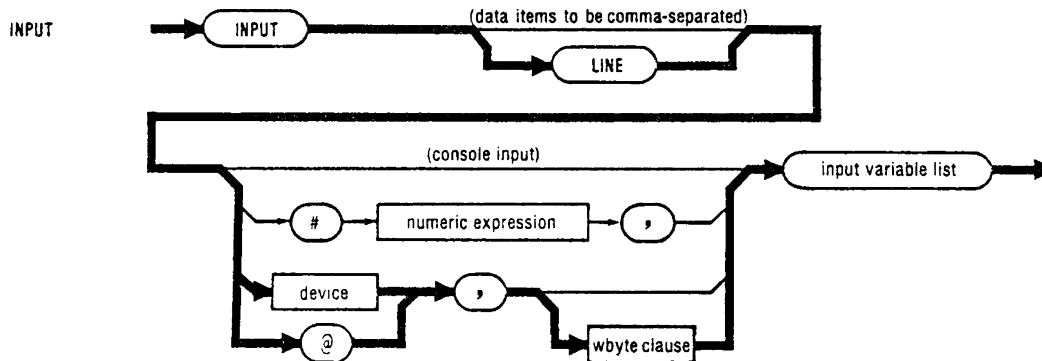 (data items to be comma-separated)
INPUT
INPUT
LINE
(console input)
input variable list
# numeric expression ,
device ,
@
wbyte clause